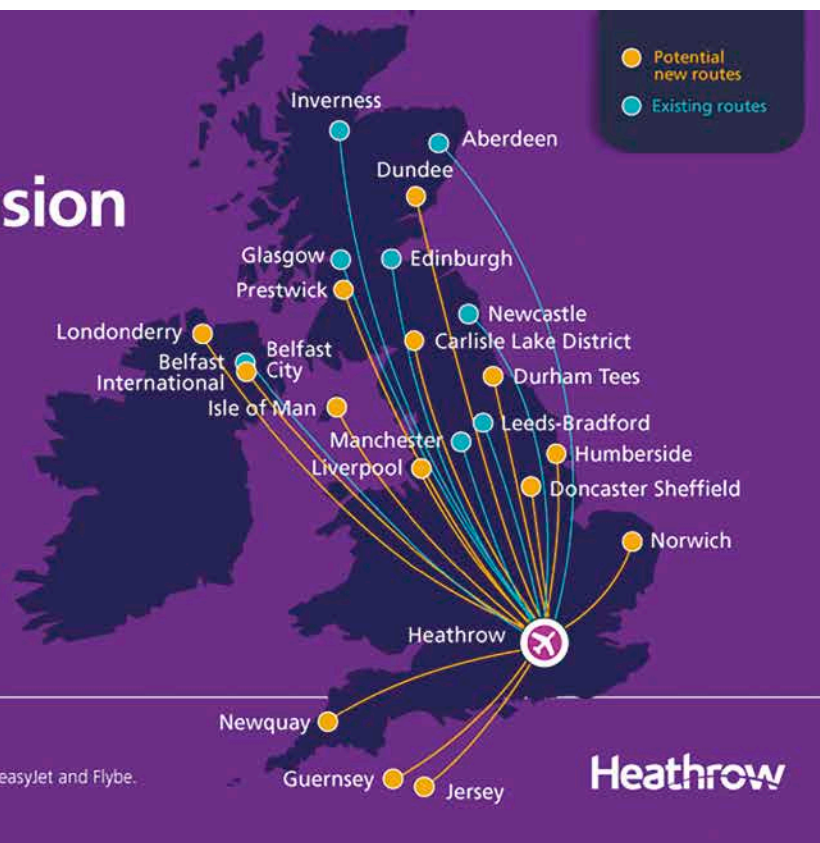 Potential
new routes
Existing routes
sion
Inverness
Aberdeen
Dundee
Glasgow
Edinburgh
Prestwick
Newcastle
Londonderry
Carlisle Lake District
Belfast
City
Belfast
International
Durham Tees
Isle of Man
Leeds-Bradford
Manchester
Humberside
Liverpool
Doncaster Sheffield
Norwich
Heathrow
Newquay
easyJet and Flybe.
Guernsey
Jersey
Heathrow